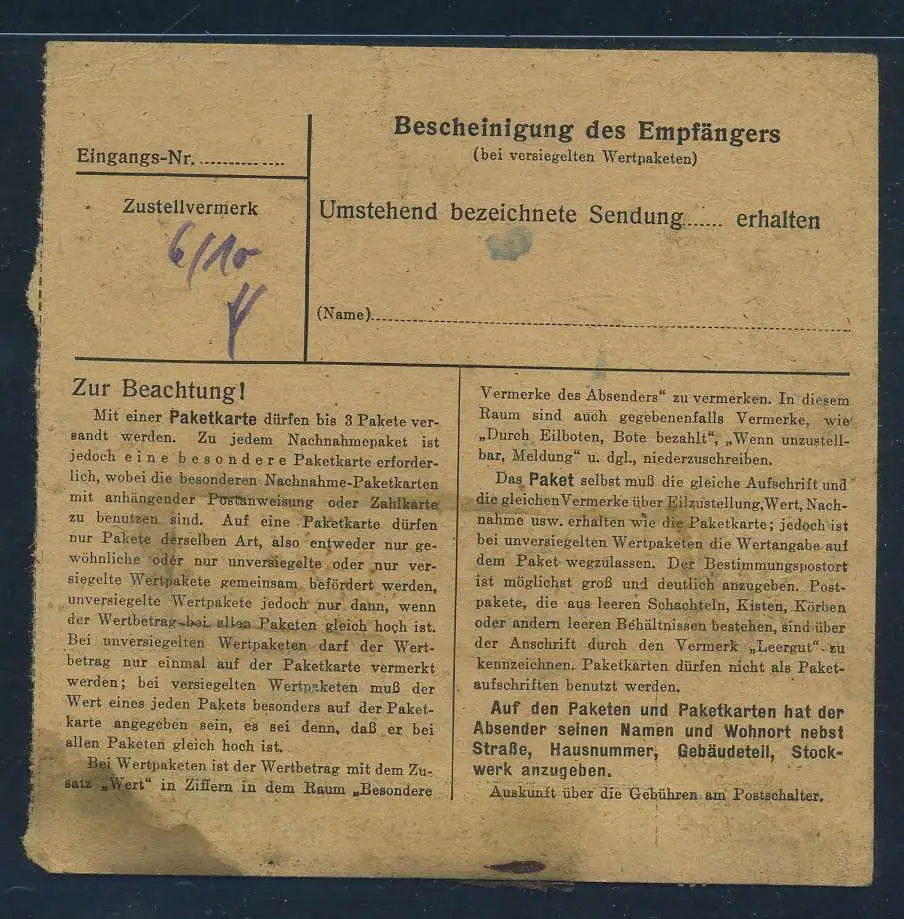 Eingangs-Nr. ..............
Zustellvermerk
6/10
Bescheinigung des Empfängers
(bei versiegelten Wertpaketen)
Umstehend bezeichnete Sendung...... erhalten
(Name)
Zur Beachtung!
Mit einer Paketkarte dürfen bis 3 Pakete ver-
sandt werden. Zu jedem Nachnahmepaket ist
jedoch eine besondere Paketkarte erforder-
lich, wobei die besonderen Nachnahme-Paketkarten
mit anhängender Postanweisung oder Zahlkarte
zu benutzen sind. Auf eine Paketkarte dürfen
nur Pakete derselben Art, also entweder nur ge-
wöhnliche oder nur unversiegelte oder nur ver-
siegelte Wertpakete gemeinsam befördert werden,
unversiegelte Wertpakete jedoch nur dann, wenn
der Wertbetrag bei allen Paketen gleich hoch ist.
Bei unversiegelten Wertpaketen darf der Wert-
betrag nur einmal auf der Paketkarte vermerkt
werden; bei versiegelten Wertpaketen muß der
Wert eines jeden Pakets besonders auf der Paket-
karte angegeben sein, es sei denn, daß er bei
allen Paketen gleich hoch ist.
Bei Wertpaketen ist der Wertbetrag mit dem Zu-
satz „Wert“ in Ziffern in dem Raum „Besondere
Vermerke des Absenders“ zu vermerken. In diesem
Raum sind auch gegebenenfalls Vermerke, wie
„Durch Eilboten, Bote bezahlt“, „Wenn unzustell-
bar, Meldung“ u. dgl., niederzuschreiben.
Das Paket selbst muß die gleiche Aufschrift und
die gleichen Vermerke über Eilzustellung, Wert, Nach-
nahme usw. erhalten wie die Paketkarte; jedoch ist
bei unversiegelten Wertpaketen die Wertangabe auf
dem Paket wegzulassen. Der Bestimmungspostort
ist möglichst groß und deutlich anzugeben. Post-
pakete, die aus leeren Schachteln, Kisten, Körben
oder andern leeren Behältnissen bestehen, sind über
der Anschrift durch den Vermerk „Leergut“ zu
kennzeichnen. Paketkarten dürfen nicht als Paket-
aufschriften benutzt werden.
Auf den Paketen und Paketkarten hat der
Absender seinen Namen und Wohnort nebst
Straße, Hausnummer, Gebäudeteil, Stock-
werk anzugeben.
Auskunft über die Gebühren am Postschalter.